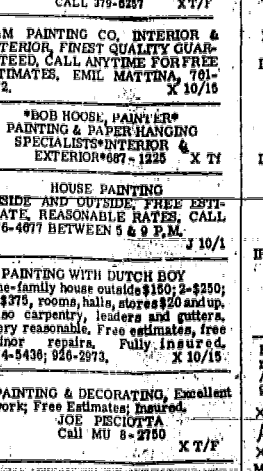 CALL 379-6257 X T/F
M PAINTING CO, INTERIOR &
TERIOR, FINEST QUALITY GUAR-
TEED, CALL ANYTIME FOR FREE
TIMATES, EMIL MATTINA, 761-
2. X 10/15
*BOB HOOSE, PAINTER*
PAINTING & PAPER HANGING
SPECIALISTS*INTERIOR &
EXTERIOR*687-1225 X Tf
HOUSE PAINTING
SIDE AND OUTSIDE, FREE ESTI-
ATE, REASONABLE RATES, CALL
6-4677 BETWEEN 5 & 9 P.M.
J 10/1
PAINTING WITH DUTCH BOY
ne-family house outside $150; 2-$250;
$375, rooms, halls, stores $20 and up.
so carpentry, leaders and gutters.
ery reasonable. Free estimates, free
inor repairs. Fully insured.
4-5436; 926-2973. X 10/15
PAINTING & DECORATING, Excellent
work; Free Estimates; Insured.
JOE PISCIOTTA
Call MU 8-2750
X T/F